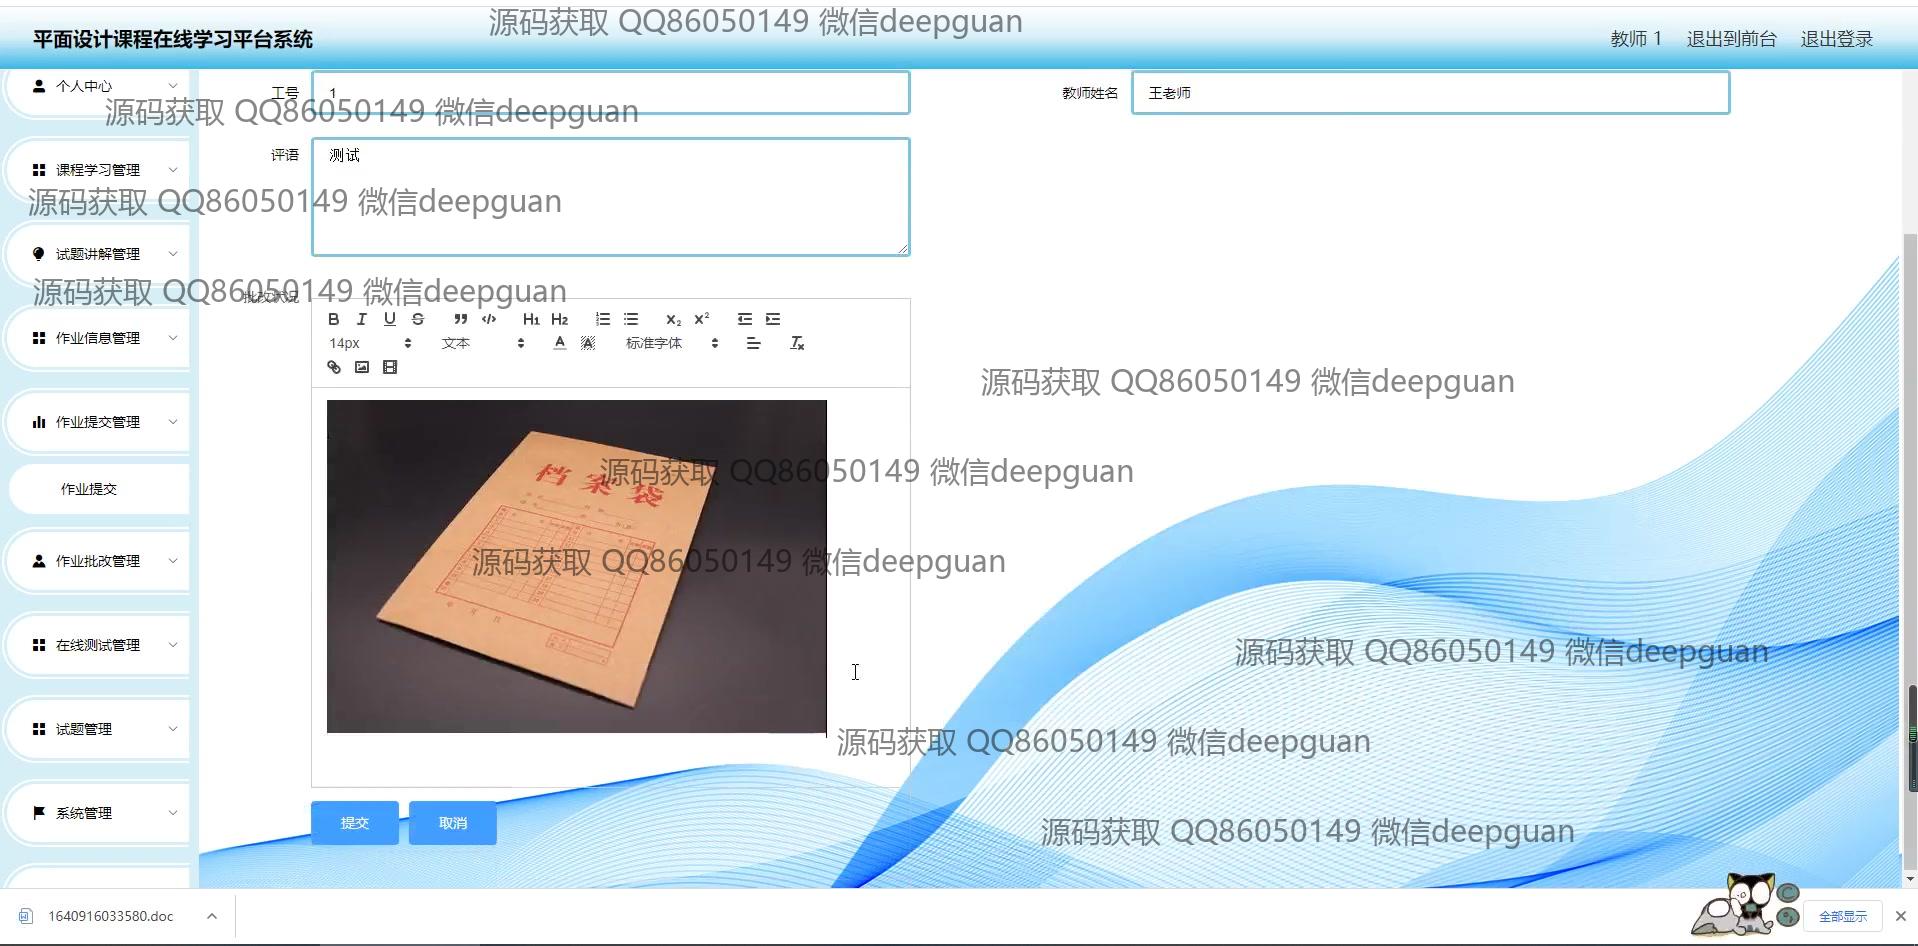 源码获取 QQ86050149 微信deepguan
平面设计课程在线学习平台系统
教师 1 退出到前台 退出登录
个人中心
工号 1
教师姓名 王老师
源码获取 QQ86050149 微信deepguan
评语 测试
课程学习管理
源码获取 QQ86050149 微信deepguan
试题讲解管理
源码获取 QQ86050149 微信deepguan
批改状况
B I U S H1 H2 X2 X2
作业信息管理
14px 文本 A A 标准字体
源码获取 QQ86050149 微信deepguan
作业提交管理
档案袋
源码获取 QQ86050149 微信deepguan
作业提交
作业批改管理
源码获取 QQ86050149 微信deepguan
年 月 日
在线测试管理
源码获取 QQ86050149 微信deepguan
试题管理
源码获取 QQ86050149 微信deepguan
系统管理
提交 取消
源码获取 QQ86050149 微信deepguan
1640916033580.doc
全部显示